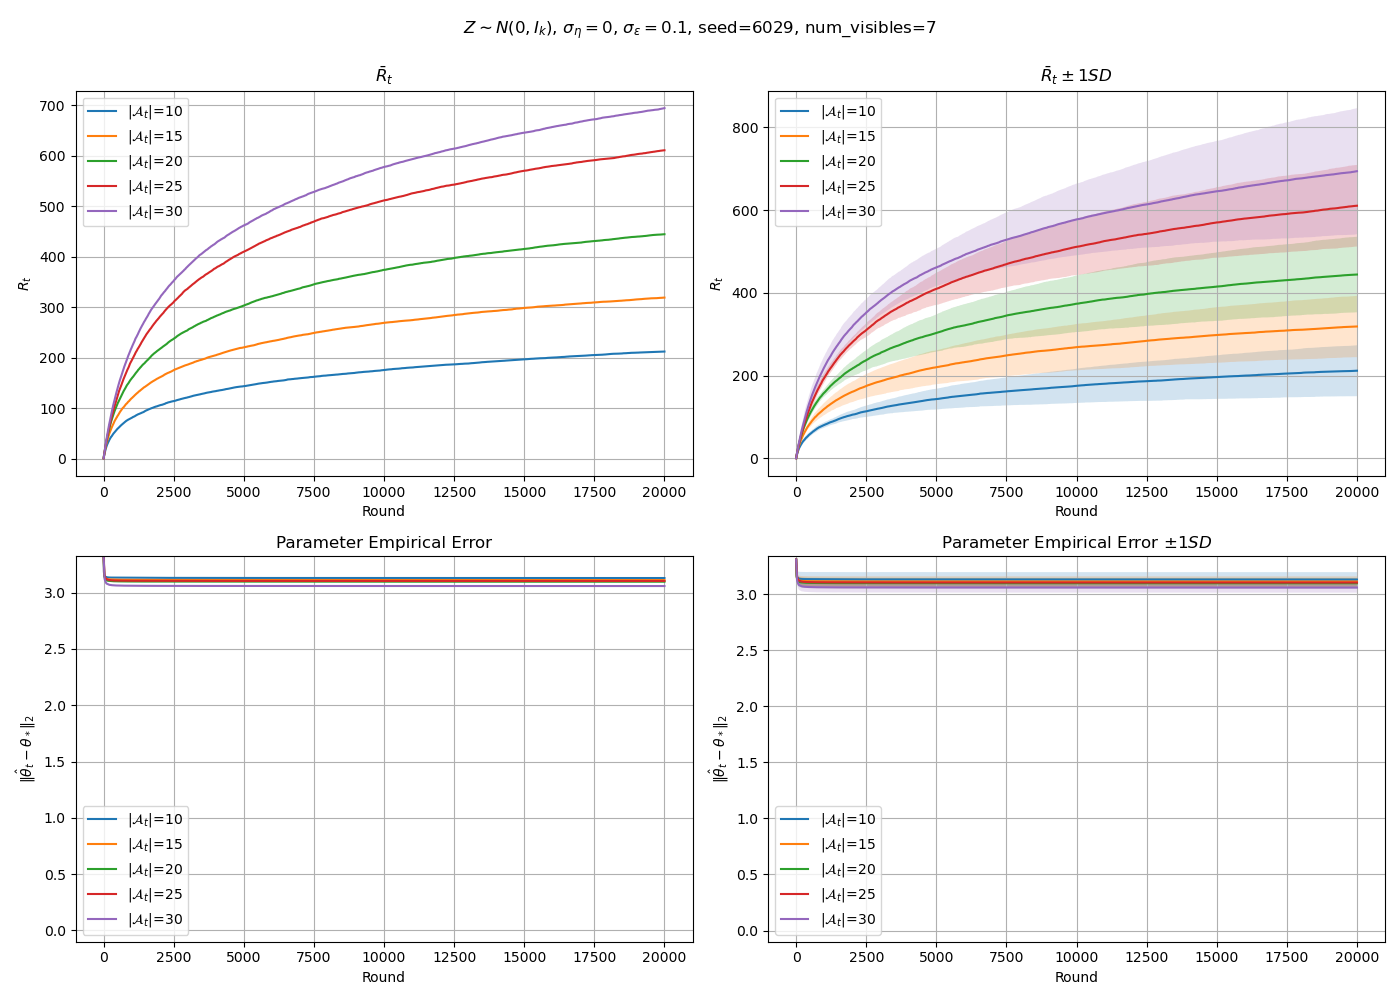 Z ∼ N(0, I_k), σ_η = 0, σ_ε = 0.1, seed=6029, num_visibles=7
R̄_t
R_t
700
600
500
400
300
200
100
0
|𝒜_t|=10
|𝒜_t|=15
|𝒜_t|=20
|𝒜_t|=25
|𝒜_t|=30
0 2500 5000 7500 10000 12500 15000 17500 20000
Round
R̄_t ± 1SD
R_t
800
600
400
200
0
|𝒜_t|=10
|𝒜_t|=15
|𝒜_t|=20
|𝒜_t|=25
|𝒜_t|=30
0 2500 5000 7500 10000 12500 15000 17500 20000
Round
Parameter Empirical Error
‖θ̂_t − θ_*‖_2
3.0
2.5
2.0
1.5
1.0
0.5
0.0
|𝒜_t|=10
|𝒜_t|=15
|𝒜_t|=20
|𝒜_t|=25
|𝒜_t|=30
0 2500 5000 7500 10000 12500 15000 17500 20000
Round
Parameter Empirical Error ±1SD
‖θ̂_t − θ_*‖_2
3.0
2.5
2.0
1.5
1.0
0.5
0.0
|𝒜_t|=10
|𝒜_t|=15
|𝒜_t|=20
|𝒜_t|=25
|𝒜_t|=30
0 2500 5000 7500 10000 12500 15000 17500 20000
Round